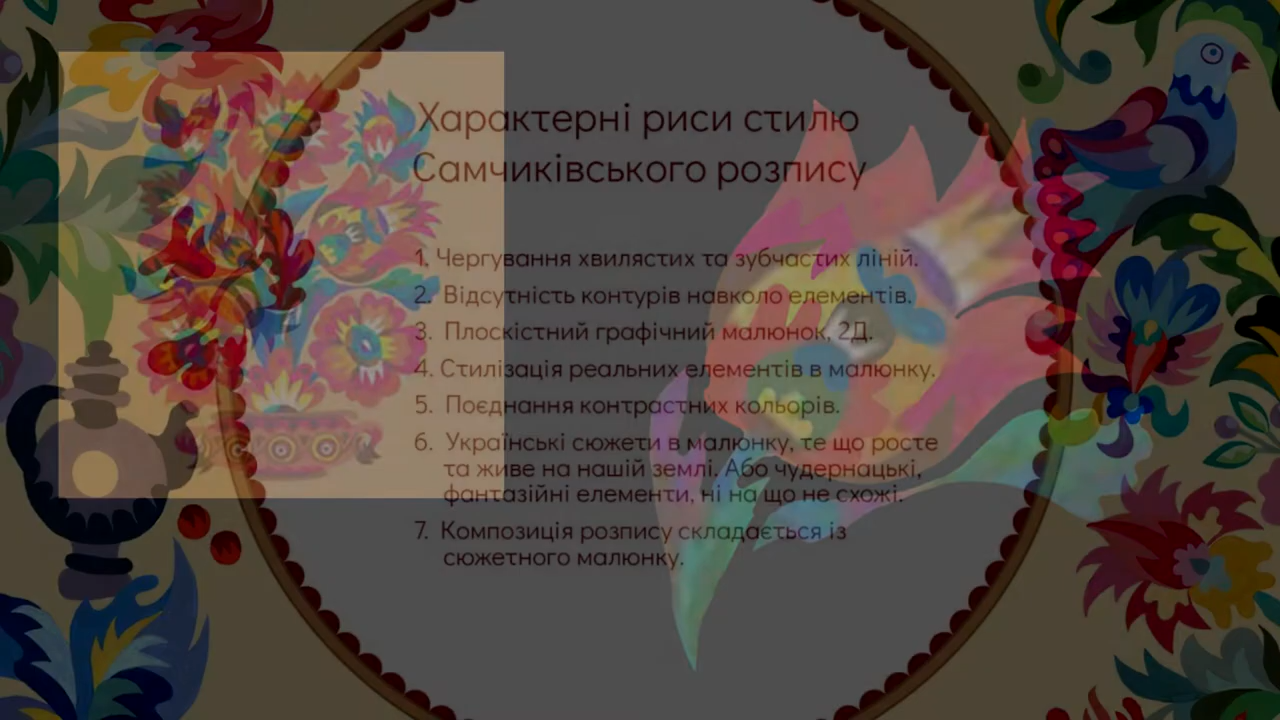 Характерні риси стилю
Самчиківського розпису
1. Чергування хвилястих та зубчастих ліній.
2. Відсутність контурів навколо елементів.
3. Плоскістний графічний малюнок, 2Д.
4. Стилізація реальних елементів в малюнку.
5. Поєднання контрастних кольорів.
6. Українські сюжети в малюнку, те що росте
та живе на нашій землі. Або чудернацькі,
фантазійні елементи, ні на що не схожі.
7. Композиція розпису складається із
сюжетного малюнку.